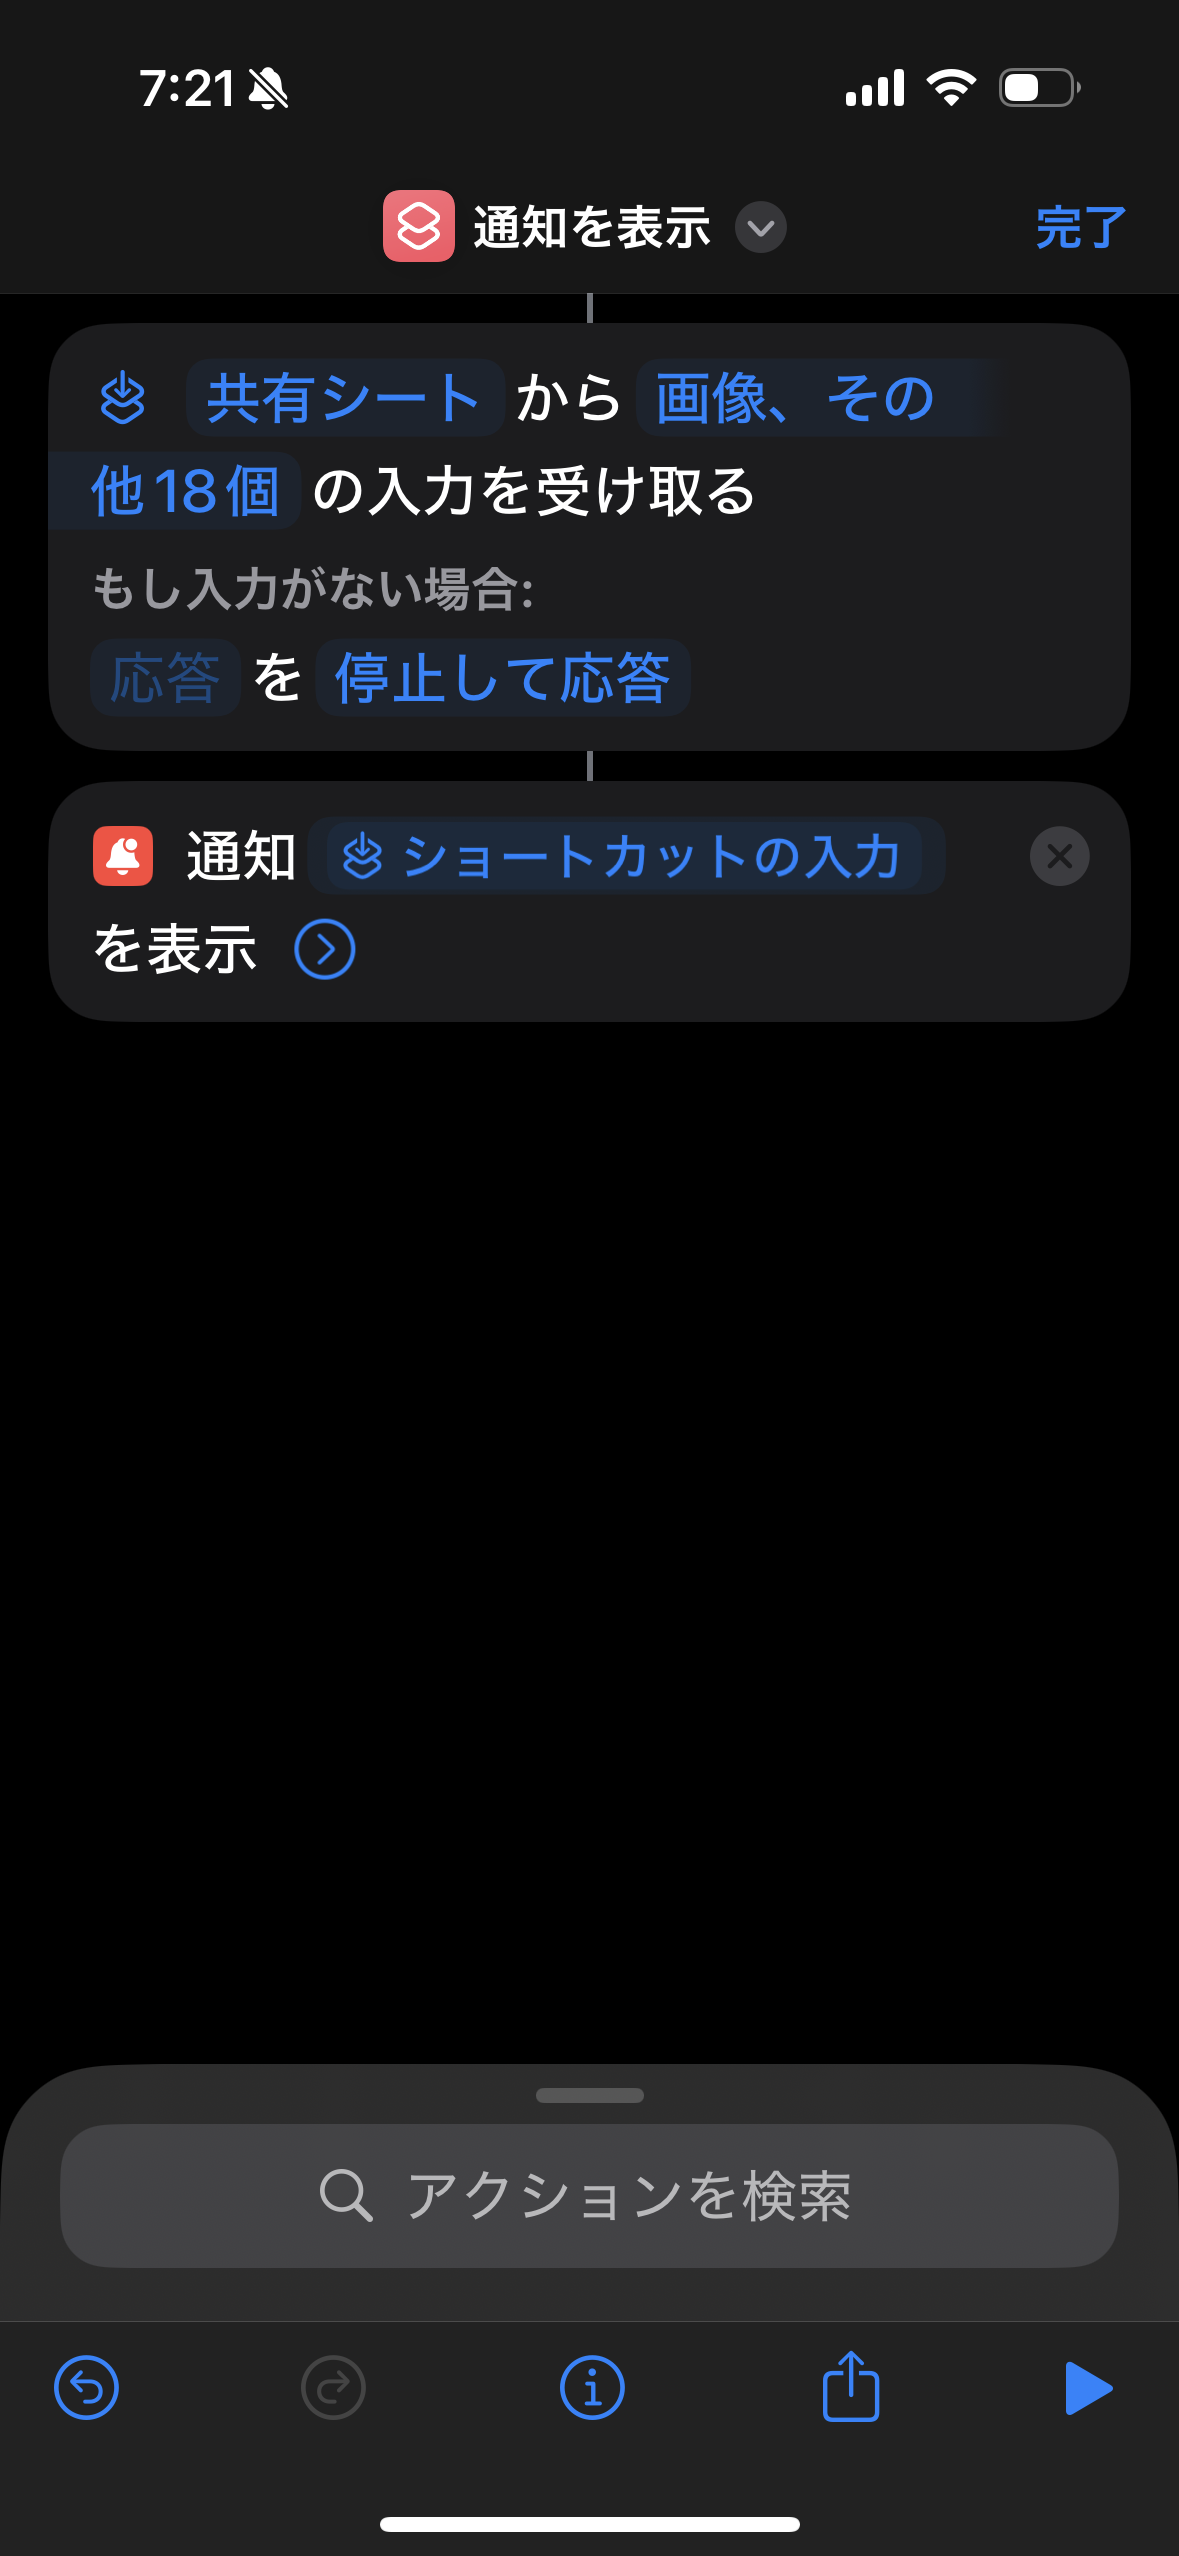 7:21
通知を表示
完了
共有シート から 画像、その
他18個 の入力を受け取る
もし入力がない場合:
応答 を 停止して応答
通知 ショートカットの入力
を表示
アクションを検索